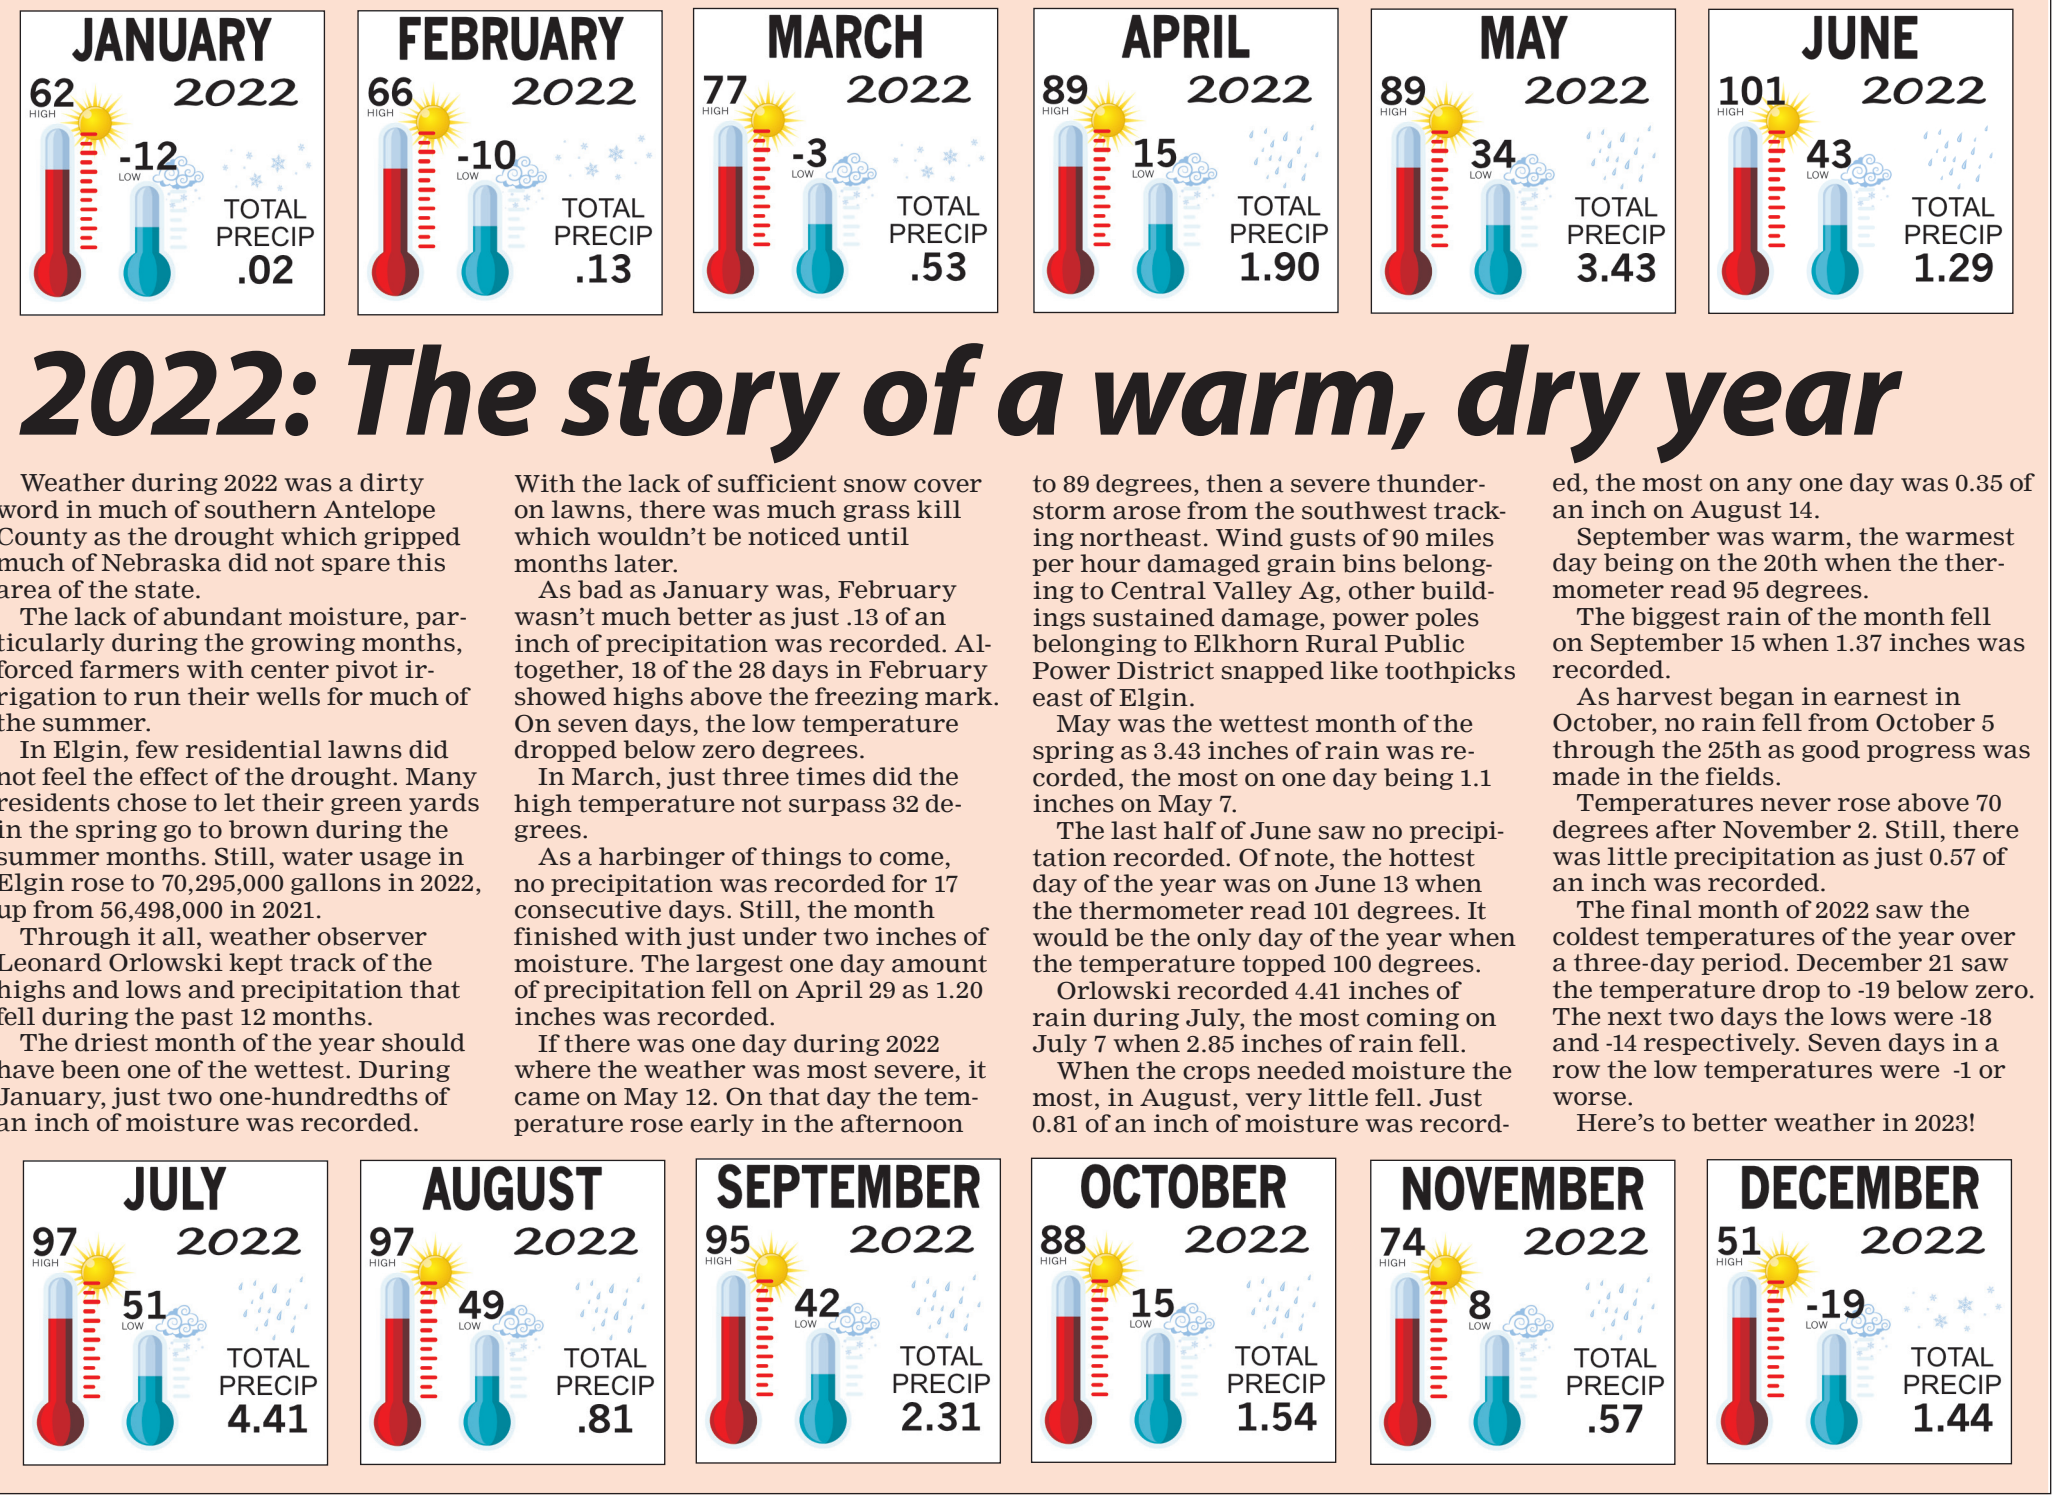 JANUARY
62 2022
HIGH
-12
LOW
TOTAL
PRECIP
.02
FEBRUARY
66 2022
HIGH
-10
LOW
TOTAL
PRECIP
.13
MARCH
77 2022
HIGH
-3
LOW
TOTAL
PRECIP
.53
APRIL
89 2022
HIGH
15
LOW
TOTAL
PRECIP
1.90
MAY
89 2022
HIGH
34
LOW
TOTAL
PRECIP
3.43
JUNE
101 2022
HIGH
43
LOW
TOTAL
PRECIP
1.29
2022: The story of a warm, dry year
Weather during 2022 was a dirty
word in much of southern Antelope
County as the drought which gripped
much of Nebraska did not spare this
area of the state.
The lack of abundant moisture, par-
ticularly during the growing months,
forced farmers with center pivot ir-
rigation to run their wells for much of
the summer.
In Elgin, few residential lawns did
not feel the effect of the drought. Many
residents chose to let their green yards
in the spring go to brown during the
summer months. Still, water usage in
Elgin rose to 70,295,000 gallons in 2022,
up from 56,498,000 in 2021.
Through it all, weather observer
Leonard Orlowski kept track of the
highs and lows and precipitation that
fell during the past 12 months.
The driest month of the year should
have been one of the wettest. During
January, just two one-hundredths of
an inch of moisture was recorded.
With the lack of sufficient snow cover
on lawns, there was much grass kill
which wouldn't be noticed until
months later.
As bad as January was, February
wasn't much better as just .13 of an
inch of precipitation was recorded. Al-
together, 18 of the 28 days in February
showed highs above the freezing mark.
On seven days, the low temperature
dropped below zero degrees.
In March, just three times did the
high temperature not surpass 32 de-
grees.
As a harbinger of things to come,
no precipitation was recorded for 17
consecutive days. Still, the month
finished with just under two inches of
moisture. The largest one day amount
of precipitation fell on April 29 as 1.20
inches was recorded.
If there was one day during 2022
where the weather was most severe, it
came on May 12. On that day the tem-
perature rose early in the afternoon
to 89 degrees, then a severe thunder-
storm arose from the southwest track-
ing northeast. Wind gusts of 90 miles
per hour damaged grain bins belong-
ing to Central Valley Ag, other build-
ings sustained damage, power poles
belonging to Elkhorn Rural Public
Power District snapped like toothpicks
east of Elgin.
May was the wettest month of the
spring as 3.43 inches of rain was re-
corded, the most on one day being 1.1
inches on May 7.
The last half of June saw no precipi-
tation recorded. Of note, the hottest
day of the year was on June 13 when
the thermometer read 101 degrees. It
would be the only day of the year when
the temperature topped 100 degrees.
Orlowski recorded 4.41 inches of
rain during July, the most coming on
July 7 when 2.85 inches of rain fell.
When the crops needed moisture the
most, in August, very little fell. Just
0.81 of an inch of moisture was record-
ed, the most on any one day was 0.35 of
an inch on August 14.
September was warm, the warmest
day being on the 20th when the ther-
mometer read 95 degrees.
The biggest rain of the month fell
on September 15 when 1.37 inches was
recorded.
As harvest began in earnest in
October, no rain fell from October 5
through the 25th as good progress was
made in the fields.
Temperatures never rose above 70
degrees after November 2. Still, there
was little precipitation as just 0.57 of
an inch was recorded.
The final month of 2022 saw the
coldest temperatures of the year over
a three-day period. December 21 saw
the temperature drop to -19 below zero.
The next two days the lows were -18
and -14 respectively. Seven days in a
row the low temperatures were -1 or
worse.
Here's to better weather in 2023!
JULY
97 2022
HIGH
51
LOW
TOTAL
PRECIP
4.41
AUGUST
97 2022
HIGH
49
LOW
TOTAL
PRECIP
.81
SEPTEMBER
95 2022
HIGH
42
LOW
TOTAL
PRECIP
2.31
OCTOBER
88 2022
HIGH
15
LOW
TOTAL
PRECIP
1.54
NOVEMBER
74 2022
HIGH
8
LOW
TOTAL
PRECIP
.57
DECEMBER
51 2022
HIGH
-19
LOW
TOTAL
PRECIP
1.44